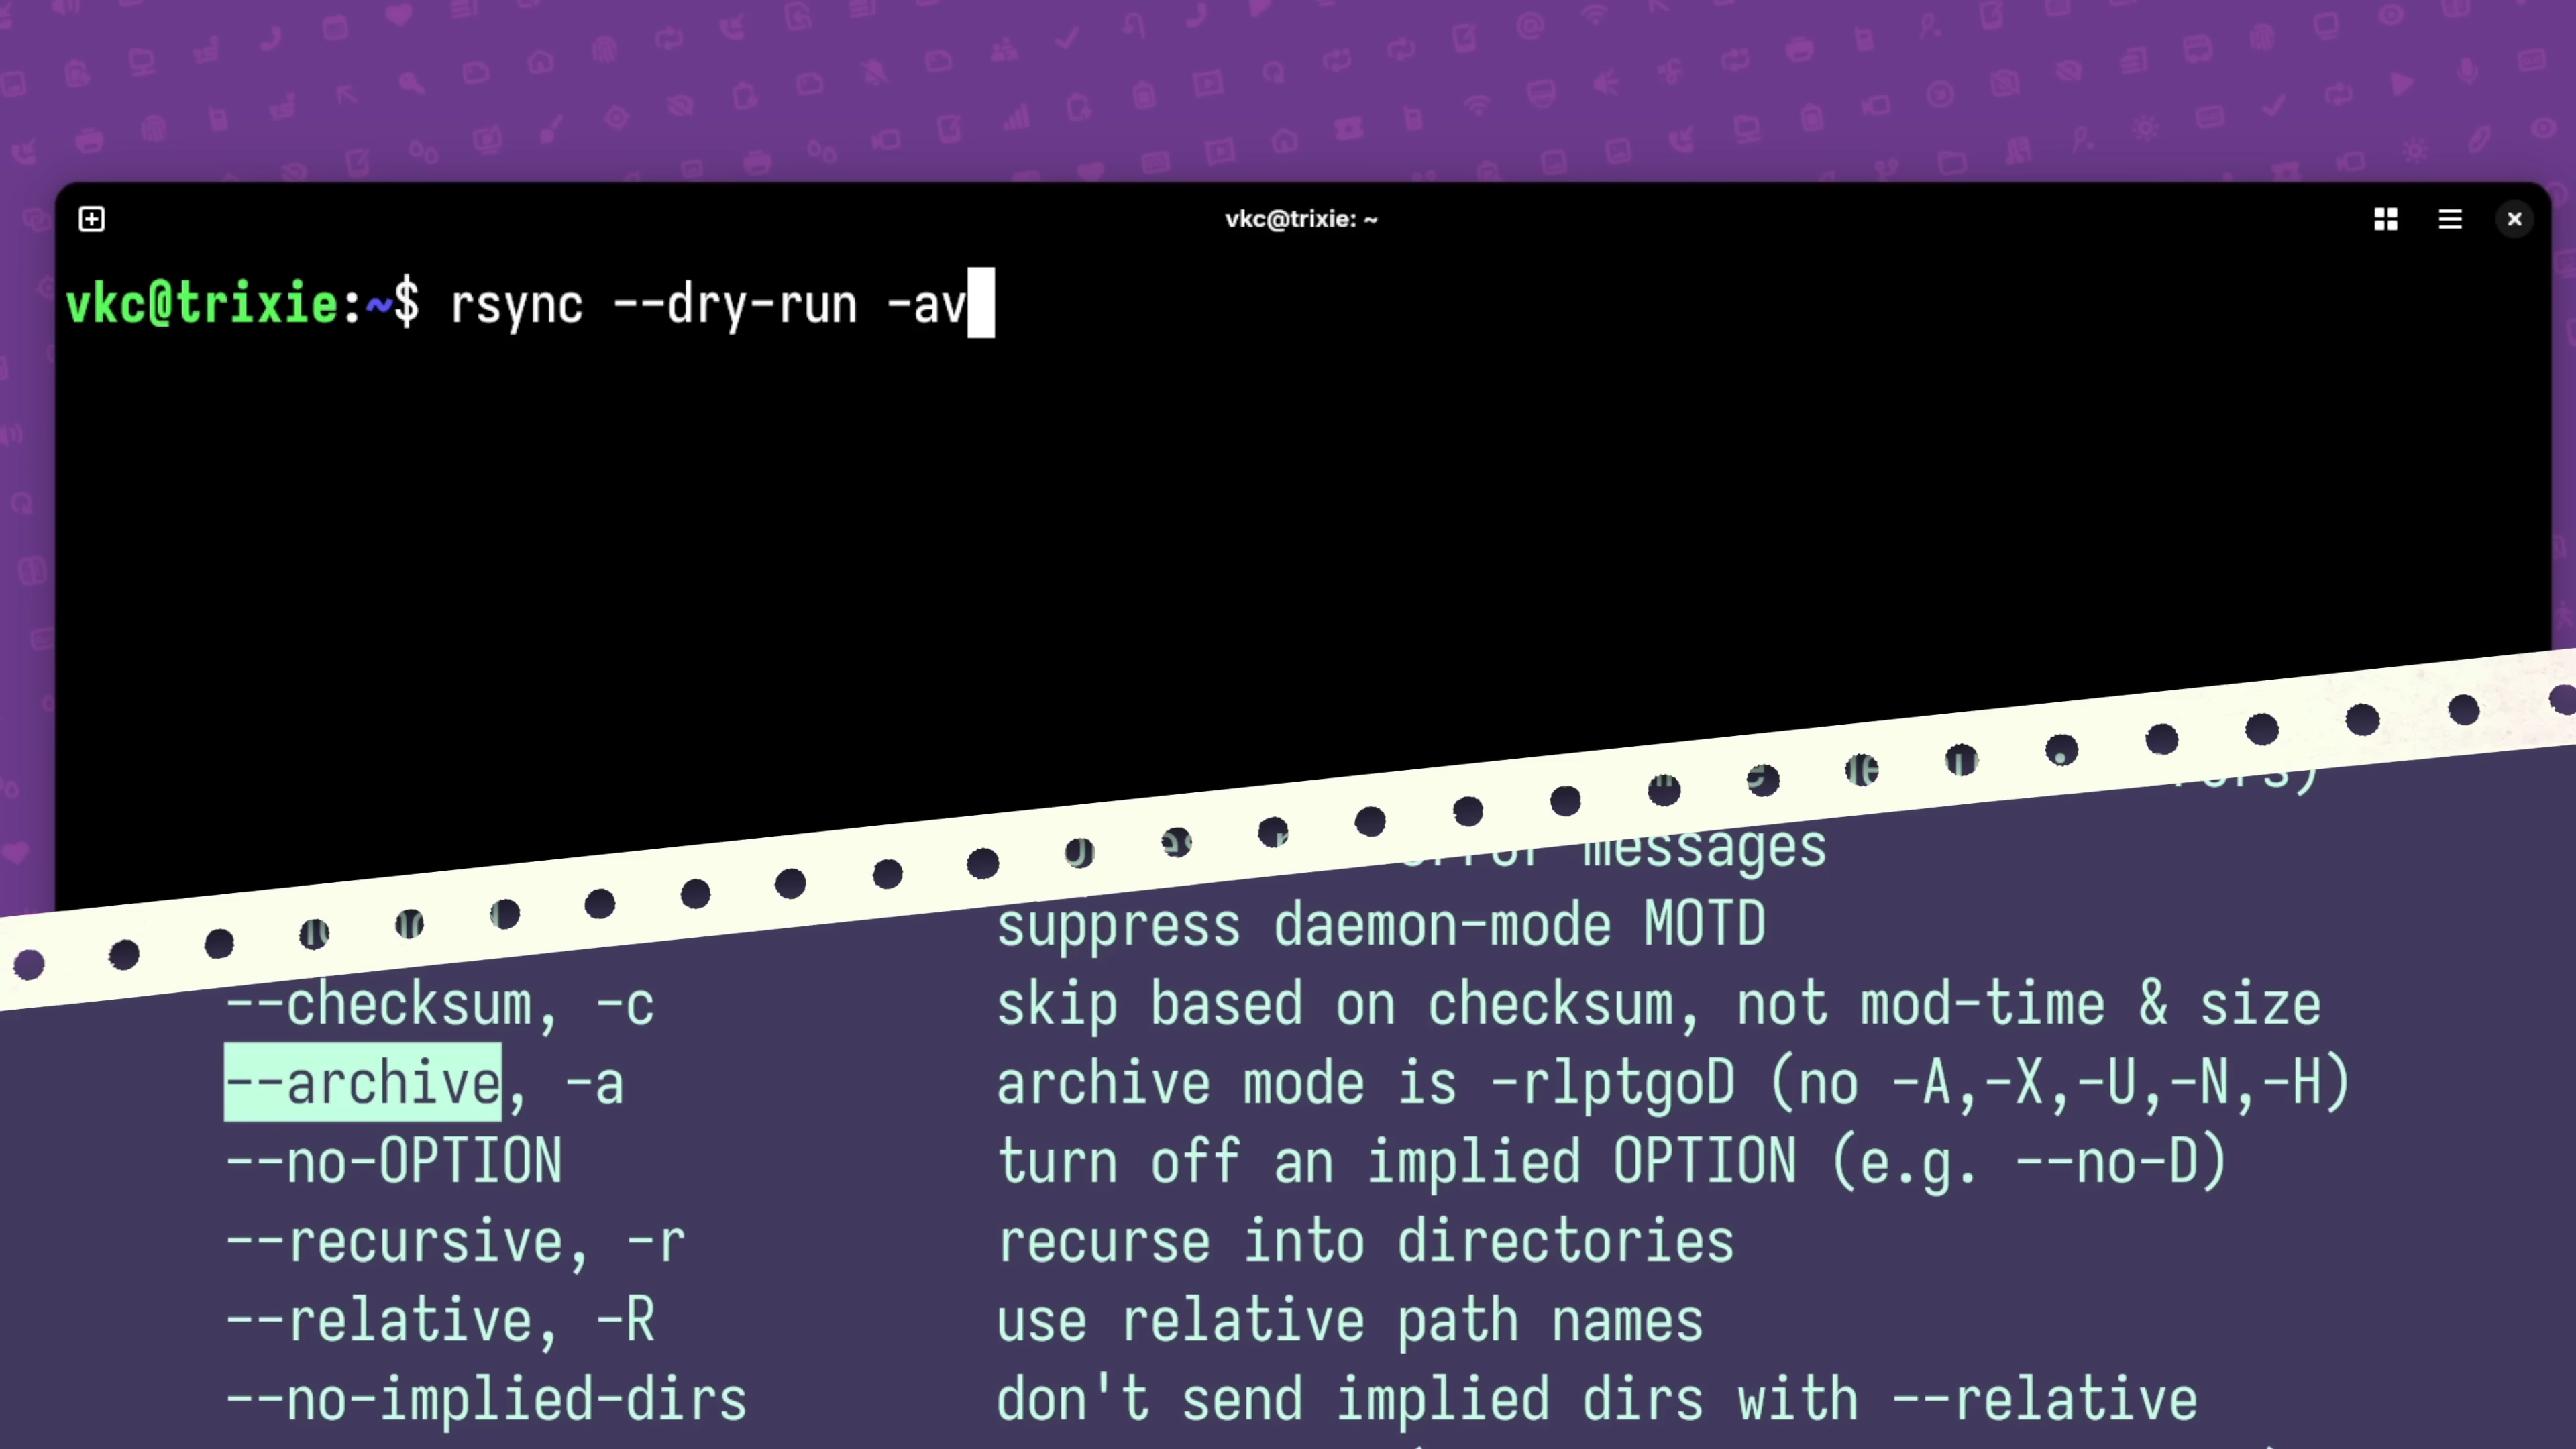 vkc@trixie: ~
vkc@trixie:~$ rsync --dry-run -av
messages
suppress daemon-mode MOTD
--checksum, -c skip based on checksum, not mod-time & size
--archive, -a archive mode is -rlptgoD (no -A,-X,-U,-N,-H)
--no-OPTION turn off an implied OPTION (e.g. --no-D)
--recursive, -r recurse into directories
--relative, -R use relative path names
--no-implied-dirs don't send implied dirs with --relative